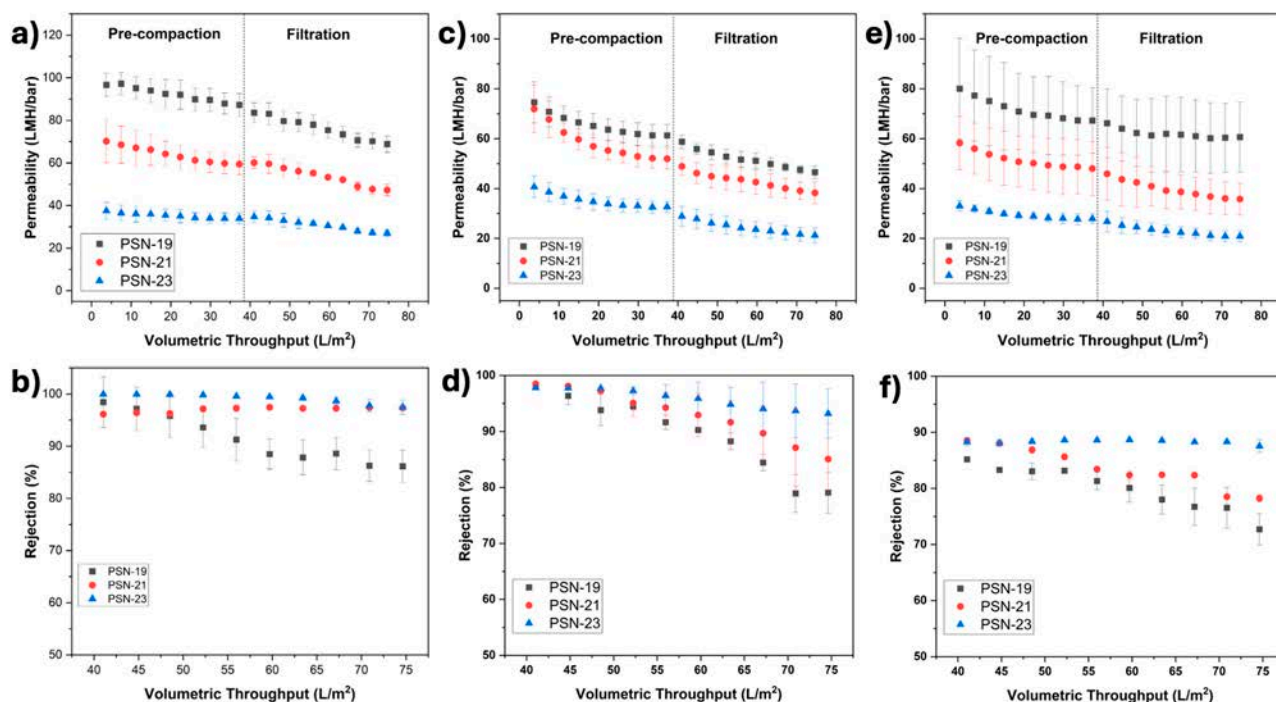 a)
Pre-compaction Filtration
Permeability (LMH/bar)
120
100
80
60
40
20
0
PSN-19
PSN-21
PSN-23
0 10 20 30 40 50 60 70 80
Volumetric Throughput (L/m²)
c)
Pre-compaction Filtration
Permeability (LMH/bar)
100
80
60
40
20
0
PSN-19
PSN-21
PSN-23
0 10 20 30 40 50 60 70 80
Volumetric Throughput (L/m²)
e)
Pre-compaction Filtration
Permeability (LMH/bar)
100
80
60
40
20
0
PSN-19
PSN-21
PSN-23
0 10 20 30 40 50 60 70 80
Volumetric Throughput (L/m²)
b)
Rejection (%)
100
90
80
70
60
50
PSN-19
PSN-21
PSN-23
40 45 50 55 60 65 70 75
Volumetric Throughput (L/m²)
d)
Rejection (%)
100
90
80
70
60
50
PSN-19
PSN-21
PSN-23
40 45 50 55 60 65 70 75
Volumetric Throughput (L/m²)
f)
Rejection (%)
100
90
80
70
60
50
PSN-19
PSN-21
PSN-23
40 45 50 55 60 65 70 75
Volumetric Throughput (L/m²)